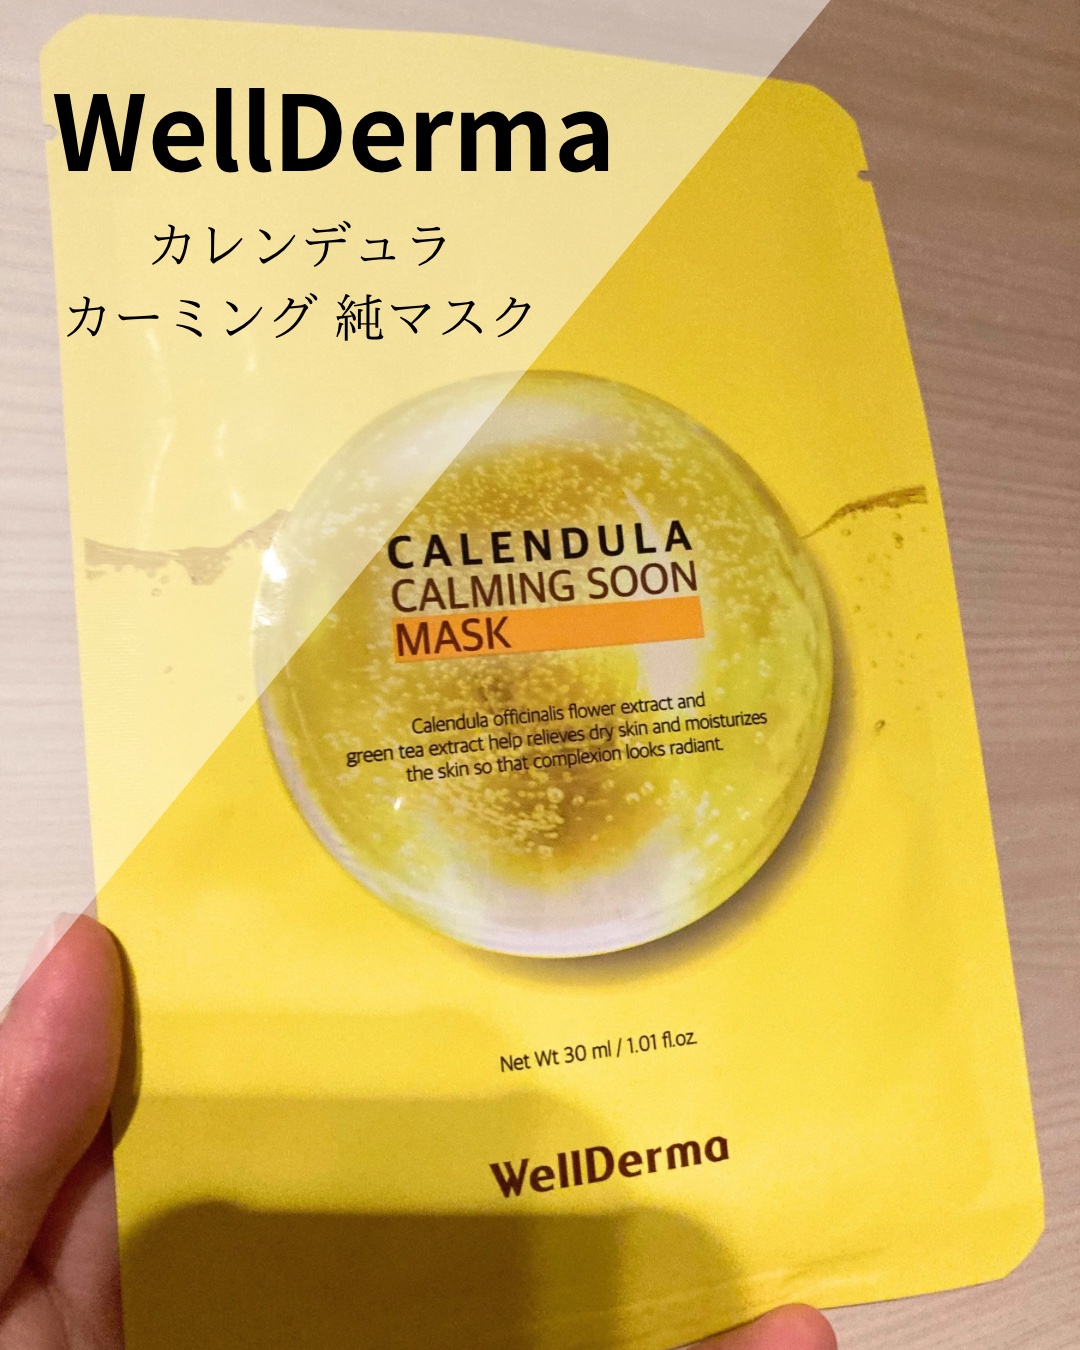 WellDerma
カレンデュラ
カーミング 純マスク
CALENDULA
CALMING SOON
MASK
Calendula officinalis flower extract and
green tea extract help relieves dry skin and moisturizes
the skin so that complexion looks radiant.
Net Wt 30 ml / 1.01 fl.oz.
WellDerma